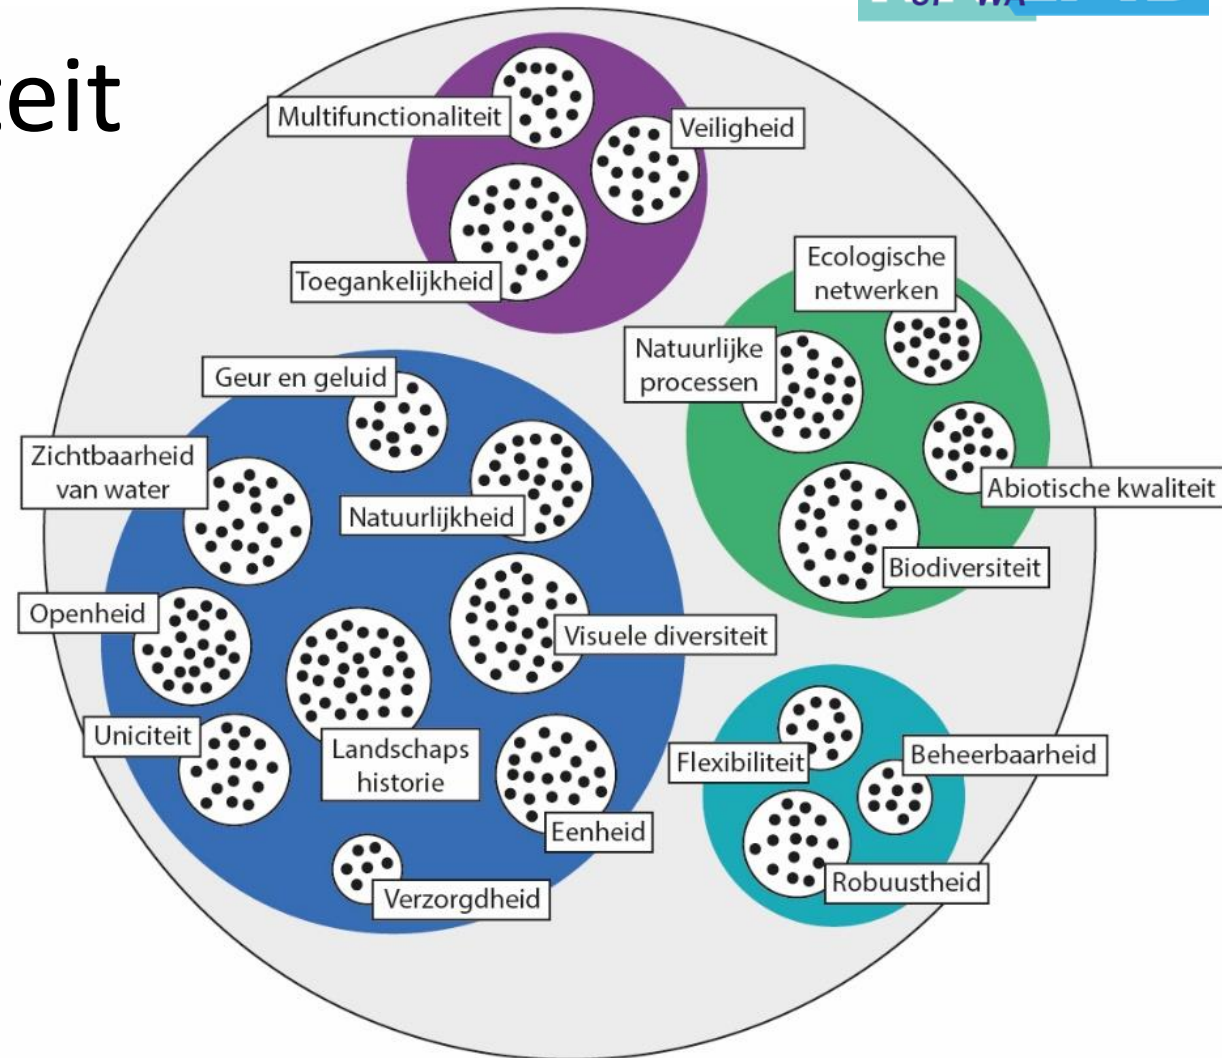 teit
Multifunctionaliteit
Veiligheid
Toegankelijkheid
Ecologische
netwerken
Natuurlijke
processen
Geur en geluid
Zichtbaarheid
van water
Abiotische kwaliteit
Natuurlijkheid
Biodiversiteit
Openheid
Visuele diversiteit
Uniciteit
Landschaps
historie
Flexibiliteit
Beheerbaarheid
Eenheid
Robuustheid
Verzorgdheid